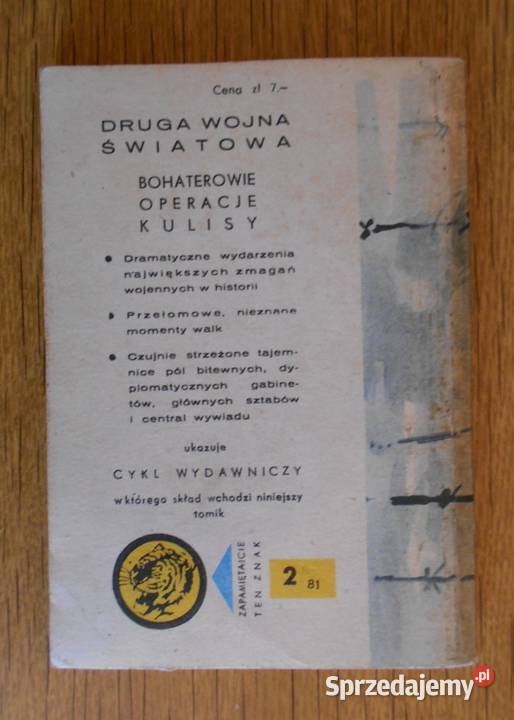 Cena zł 7.–
DRUGA WOJNA
ŚWIATOWA
BOHATEROWIE
OPERACJE
KULISY
● Dramatyczne wydarzenia
największych zmagań
wojennych w historii
● Przełomowe, nieznane
momenty walk
● Czujnie strzeżone tajem-
nice pól bitewnych, dy-
plomatycznych gabine-
tów, głównych sztabów
i central wywiadu
ukazuje
CYKL WYDAWNICZY
w którego skład wchodzi niniejszy
tomik
ZAPAMIĘTAJCIE
TEN ZNAK
2 81
Sprzedajemy.pl